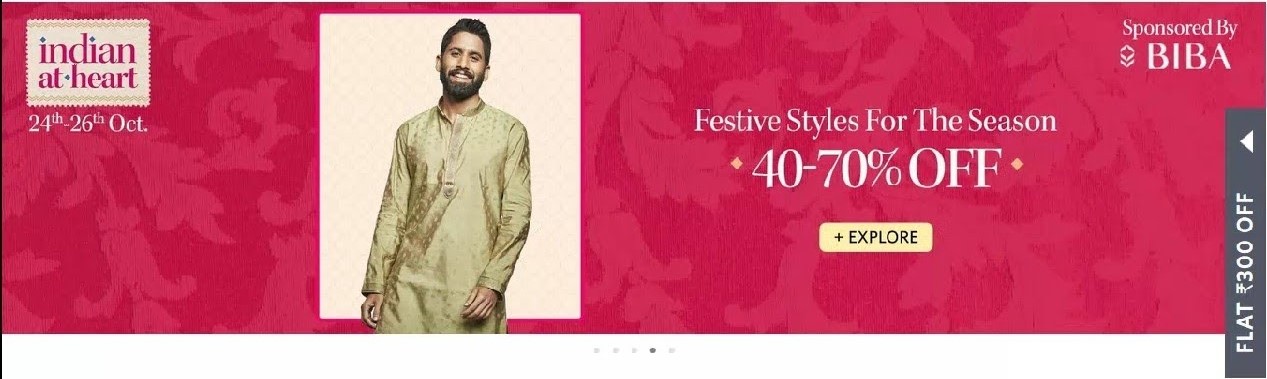 indian
at heart
24th-26th Oct.
Sponsored By
BIBA
Festive Styles For The Season
40-70% OFF
+ EXPLORE
FLAT ₹300 OFF